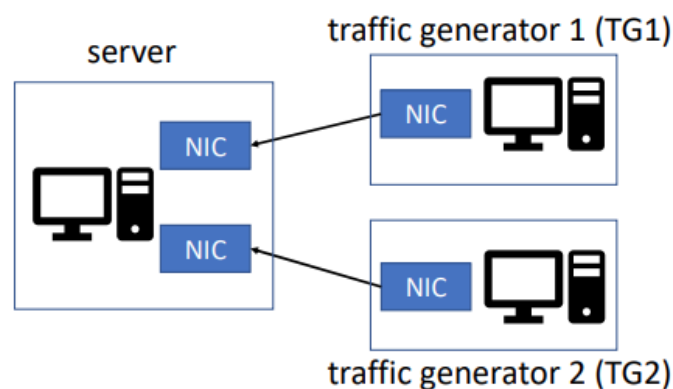 server
traffic generator 1 (TG1)
NIC
NIC
NIC
NIC
traffic generator 2 (TG2)